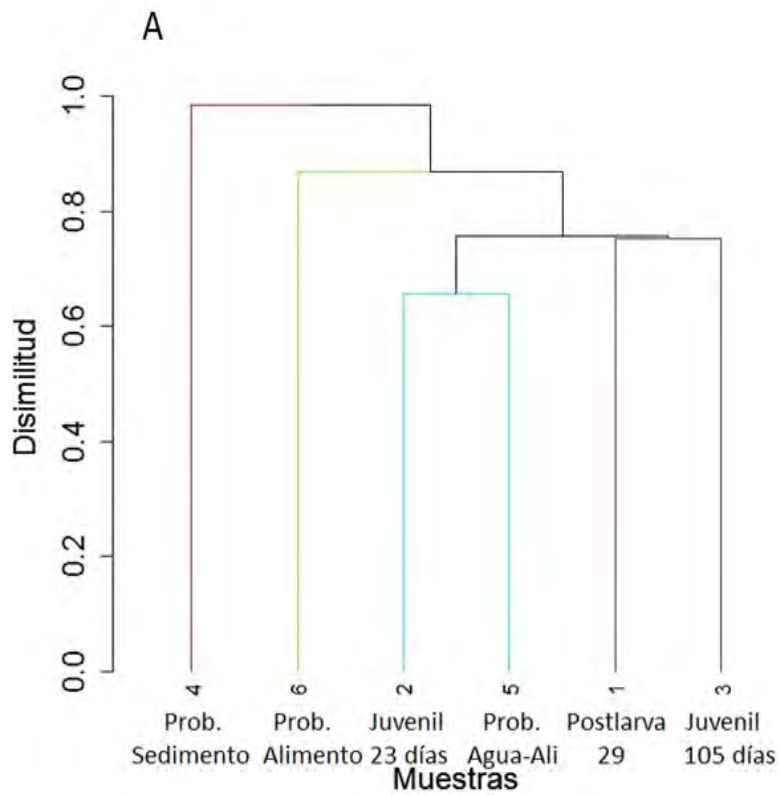 A
Disimilitud
1.0
0.8
0.6
0.4
0.2
0.0
4 6 2 5 1 3
Prob. Prob. Juvenil Prob. Postlarva Juvenil
Sedimento Alimento 23 días Agua-Ali 29 105 días
Muestras